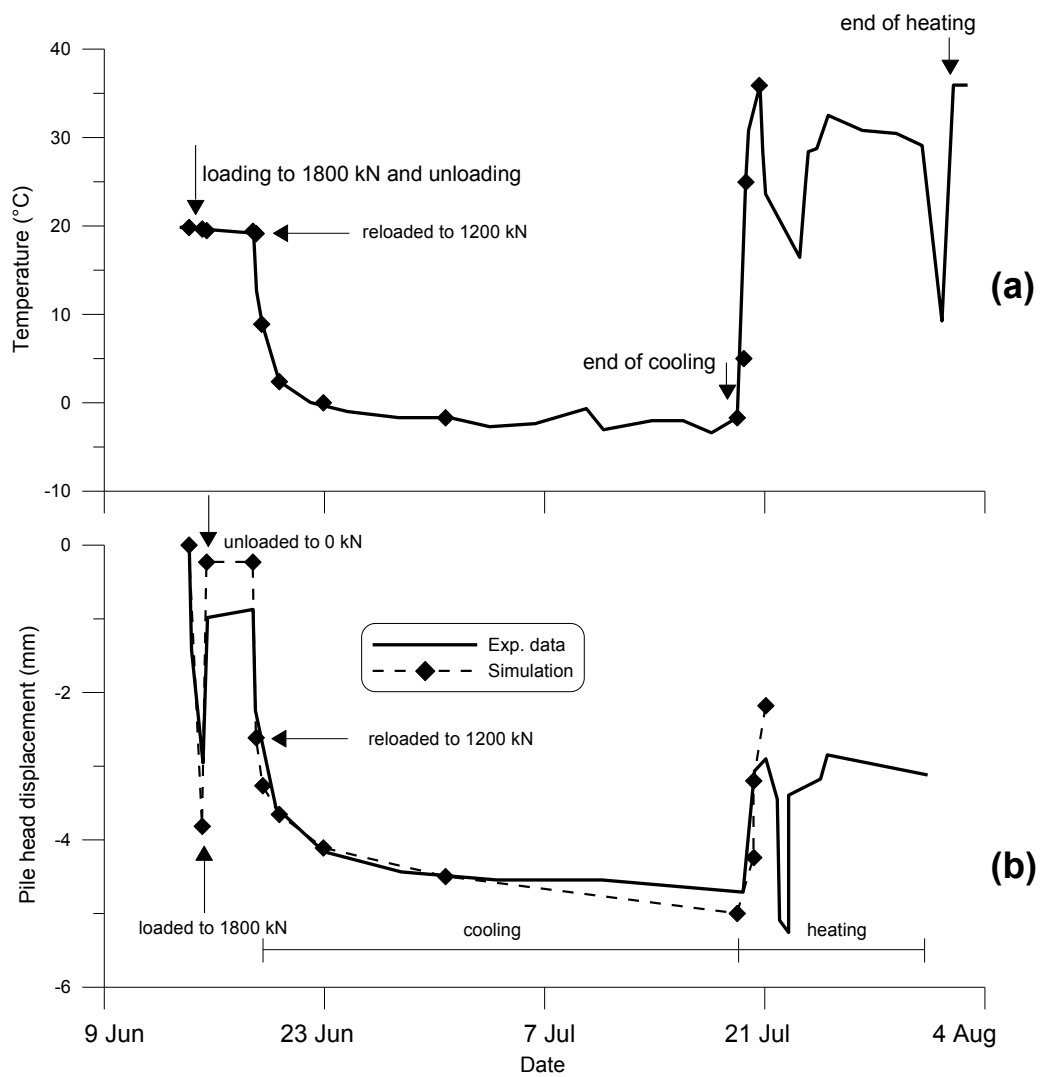 end of heating
40
30
20
10
0
-10
Temperature (°C)
loading to 1800 kN and unloading
reloaded to 1200 kN
end of cooling
(a)
0
-2
-4
-6
Pile head displacement (mm)
unloaded to 0 kN
Exp. data
Simulation
reloaded to 1200 kN
loaded to 1800 kN
cooling
heating
(b)
9 Jun
23 Jun
7 Jul
21 Jul
4 Aug
Date